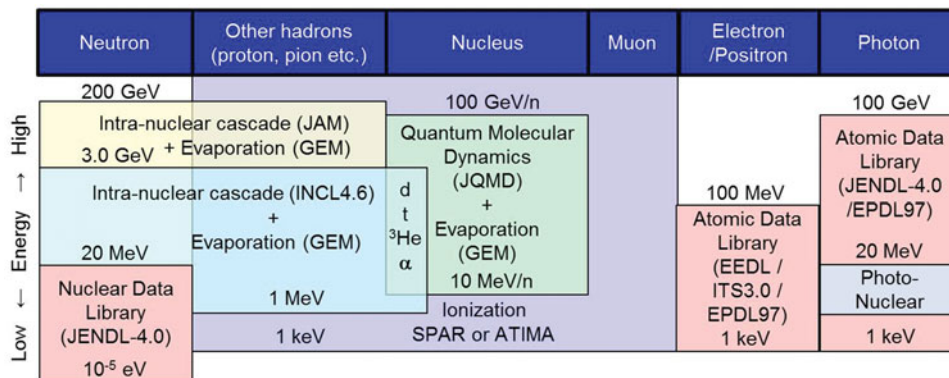 Neutron
Other hadrons
(proton, pion etc.)
Nucleus
Muon
Electron
/Positron
Photon
Low ← Energy → High
200 GeV
Intra-nuclear cascade (JAM)
+ Evaporation (GEM)
3.0 GeV
Intra-nuclear cascade (INCL4.6)
+
Evaporation (GEM)
d
t
³He
α
20 MeV
Nuclear Data
Library
(JENDL-4.0)
10⁻⁵ eV
1 MeV
1 keV
100 GeV/n
Quantum Molecular
Dynamics
(JQMD)
+
Evaporation
(GEM)
10 MeV/n
Ionization
SPAR or ATIMA
100 MeV
Atomic Data
Library
(EEDL /
ITS3.0 /
EPDL97)
1 keV
100 GeV
Atomic Data
Library
(JENDL-4.0
/EPDL97)
20 MeV
Photo-
Nuclear
1 keV